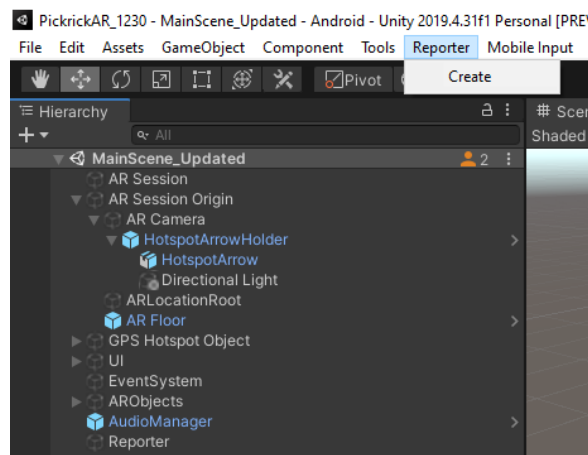 PickrickAR_1230 - MainScene_Updated - Android - Unity 2019.4.31f1 Personal [PRE
File Edit Assets GameObject Component Tools Reporter Mobile Input
Pivot
Create
Hierarchy
# Scen
All
Shaded
MainScene_Updated 2
AR Session
AR Session Origin
AR Camera
HotspotArrowHolder
HotspotArrow
Directional Light
ARLocationRoot
AR Floor
GPS Hotspot Object
UI
EventSystem
ARObjects
AudioManager
Reporter